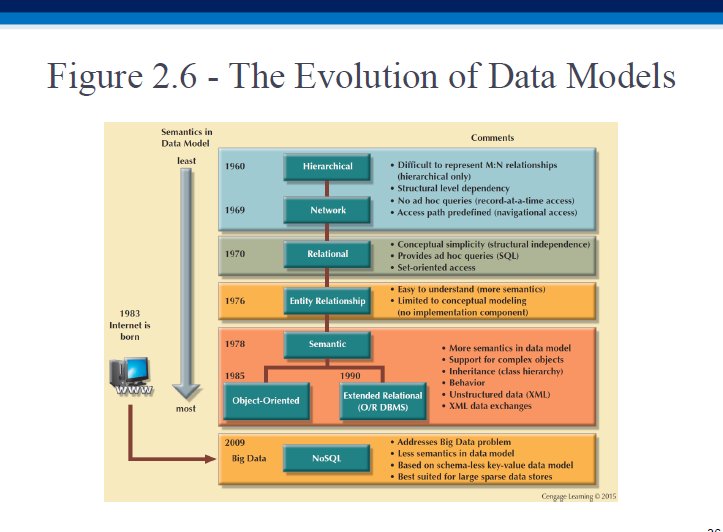 Figure 2.6 - The Evolution of Data Models
Semantics in
Data Model
least
Comments
1960
Hierarchical
1969
Network
• Difficult to represent M:N relationships
(hierarchical only)
• Structural level dependency
• No ad hoc queries (record-at-a-time access)
• Access path predefined (navigational access)
1970
Relational
• Conceptual simplicity (structural independence)
• Provides ad hoc queries (SQL)
• Set-oriented access
1976
Entity Relationship
• Easy to understand (more semantics)
• Limited to conceptual modeling
(no implementation component)
1983
Internet is
born
WWW
1978
Semantic
1985
Object-Oriented
1990
Extended Relational
(O/R DBMS)
• More semantics in data model
• Support for complex objects
• Inheritance (class hierarchy)
• Behavior
• Unstructured data (XML)
• XML data exchanges
most
2009
Big Data
NoSQL
• Addresses Big Data problem
• Less semantics in data model
• Based on schema-less key-value data model
• Best suited for large sparse data stores
Cengage Learning © 2015